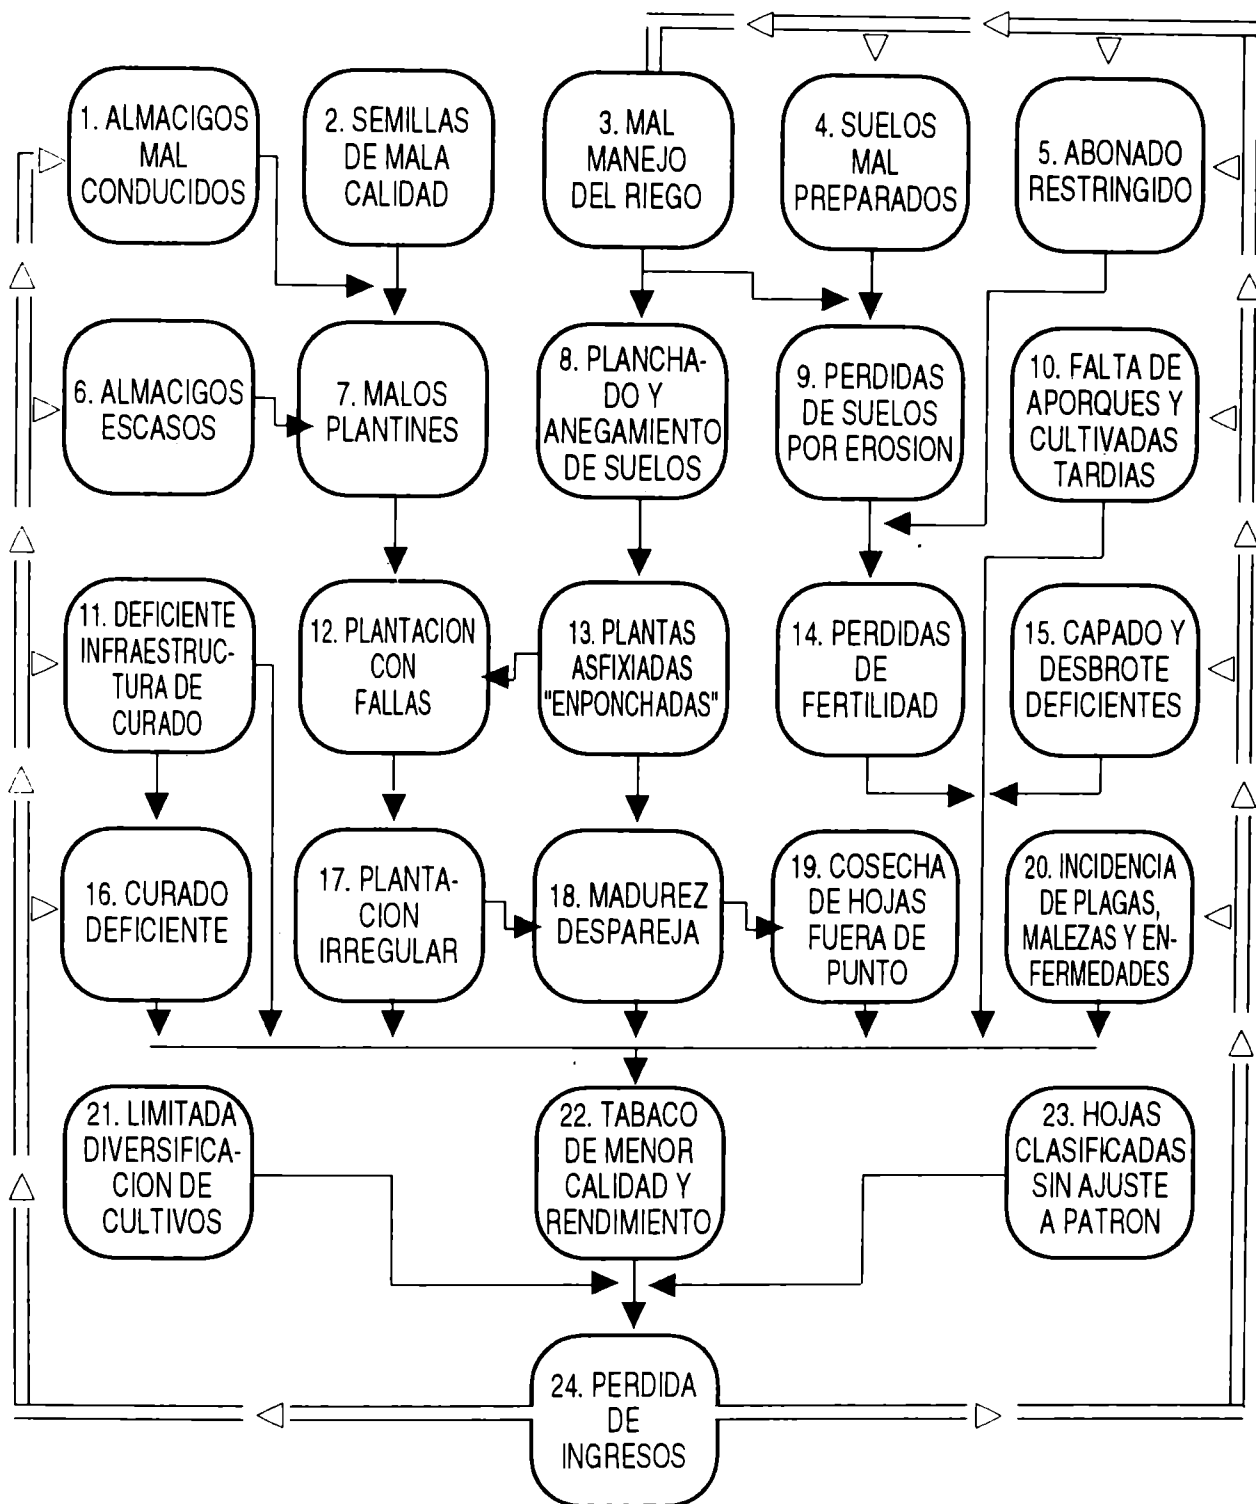 1. ALMACIGOS
MAL
CONDUCIDOS
2. SEMILLAS
DE MALA
CALIDAD
3. MAL
MANEJO
DEL RIEGO
4. SUELOS
MAL
PREPARADOS
5. ABONADO
RESTRINGIDO
6. ALMACIGOS
ESCASOS
7. MALOS
PLANTINES
8. PLANCHA-
DO Y
ANEGAMIENTO
DE SUELOS
9. PERDIDAS
DE SUELOS
POR EROSION
10. FALTA DE
APORQUES Y
CULTIVADAS
TARDIAS
11. DEFICIENTE
INFRAESTRUC-
TURA DE
CURADO
12. PLANTACION
CON
FALLAS
13. PLANTAS
ASFIXIADAS
"ENPONCHADAS"
14. PERDIDAS
DE
FERTILIDAD
15. CAPADO Y
DESBROTE
DEFICIENTES
16. CURADO
DEFICIENTE
17. PLANTA-
CION
IRREGULAR
18. MADUREZ
DESPAREJA
19. COSECHA
DE HOJAS
FUERA DE
PUNTO
20. INCIDENCIA
DE PLAGAS,
MALEZAS Y EN-
FERMEDADES
21. LIMITADA
DIVERSIFICA-
CION DE
CULTIVOS
22. TABACO
DE MENOR
CALIDAD Y
RENDIMIENTO
23. HOJAS
CLASIFICADAS
SIN AJUSTE
A PATRON
24. PERDIDA
DE
INGRESOS